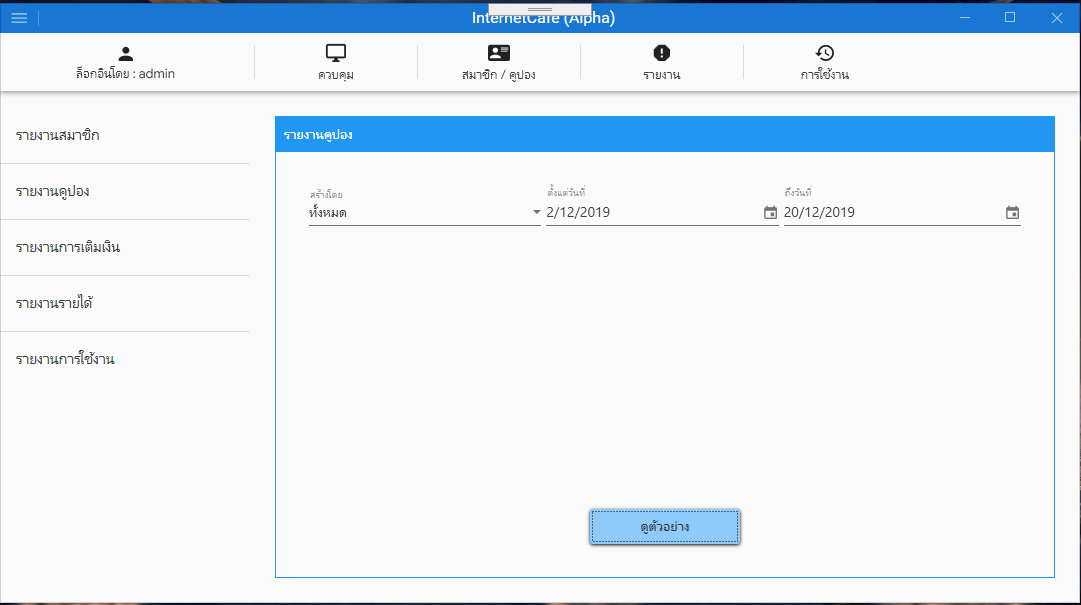 InternetCafe (Alpha)
ล็อกอินโดย : admin
ควบคุม
สมาชิก / คูปอง
รายงาน
การใช้งาน
รายงานสมาชิก
รายงานคูปอง
รายงานการเติมเงิน
รายงานรายได้
รายงานการใช้งาน
รายงานคูปอง
สร้างโดย
ตั้งแต่วันที่
ถึงวันที่
ทั้งหมด
2/12/2019
20/12/2019
ดูตัวอย่าง